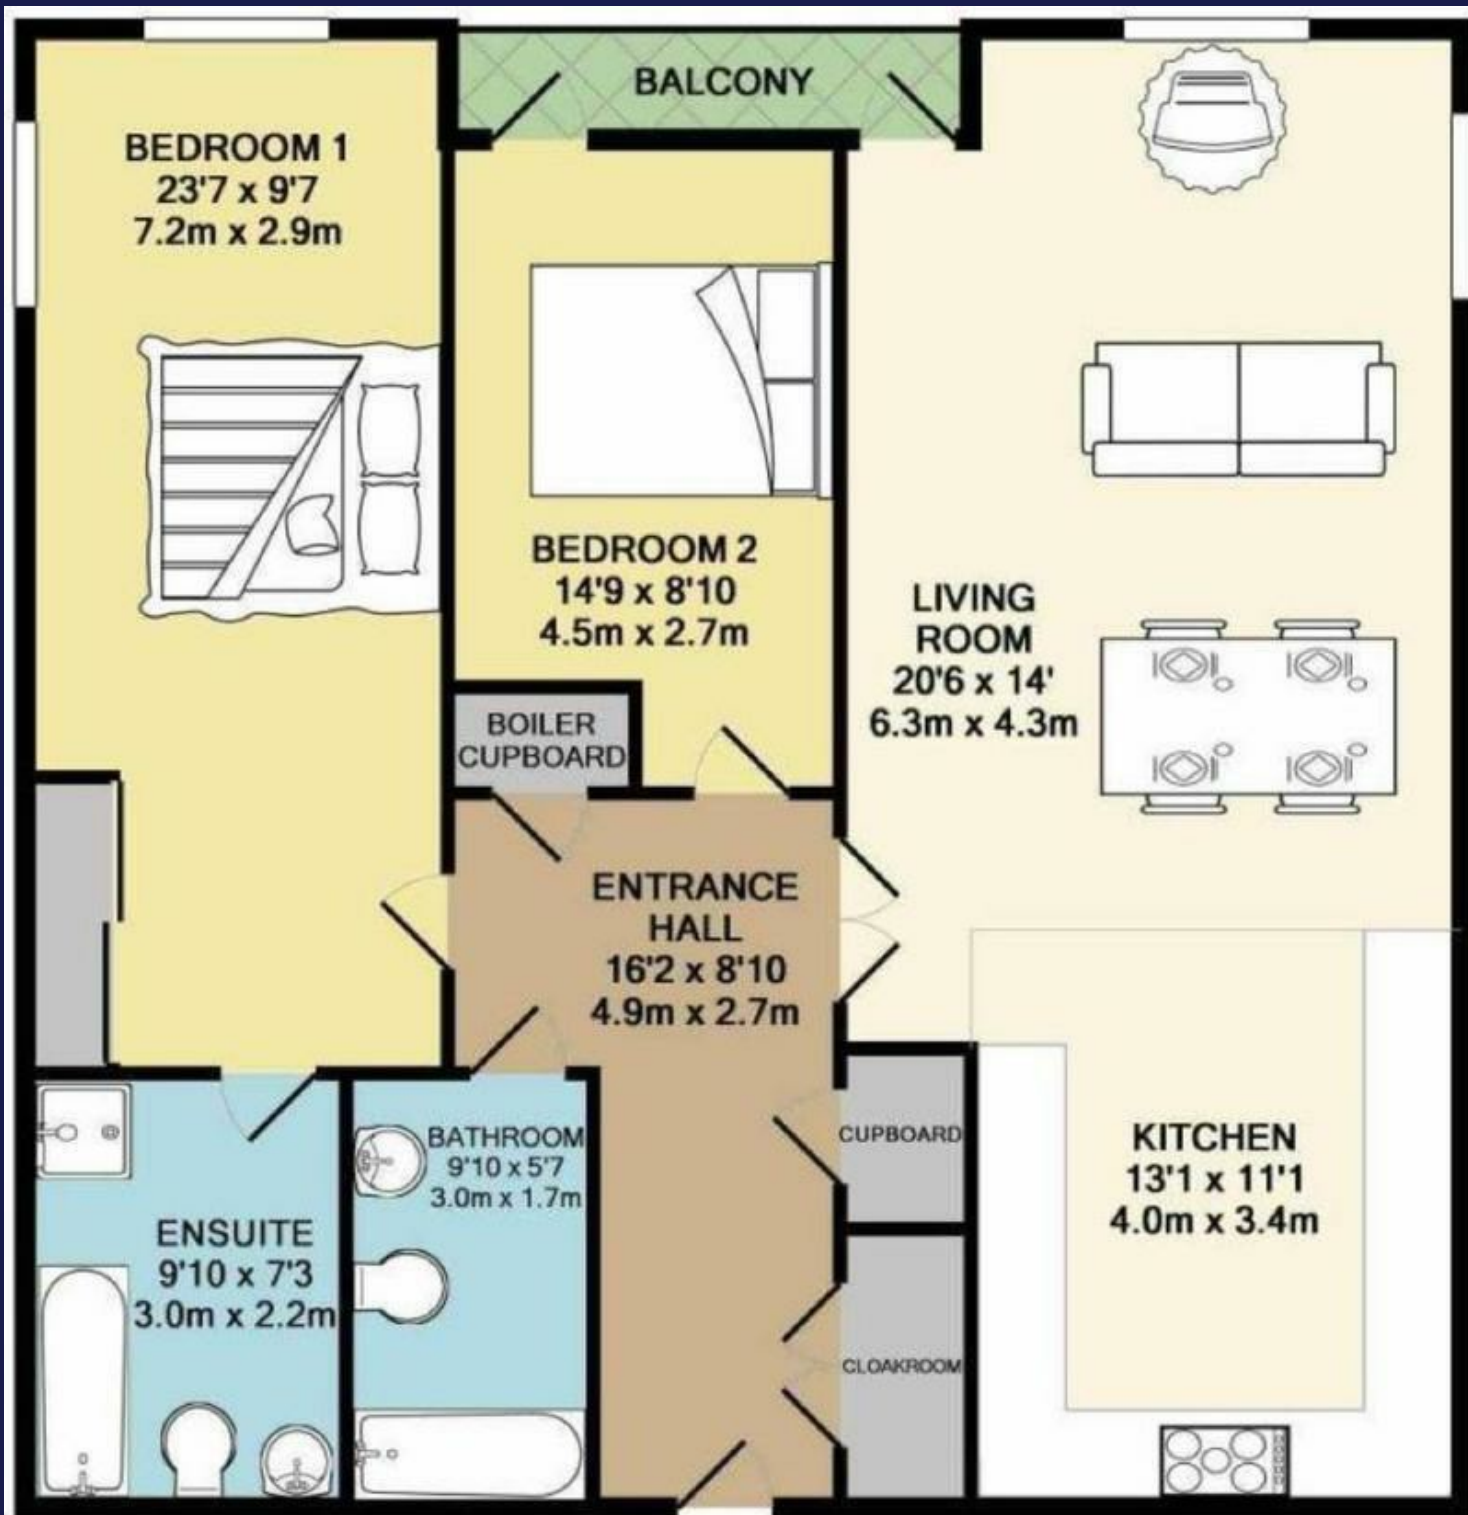 BALCONY
BEDROOM 1
23'7 x 9'7
7.2m x 2.9m
BEDROOM 2
14'9 x 8'10
4.5m x 2.7m
LIVING
ROOM
20'6 x 14'
6.3m x 4.3m
BOILER
CUPBOARD
ENTRANCE
HALL
16'2 x 8'10
4.9m x 2.7m
BATHROOM
9'10 x 5'7
3.0m x 1.7m
ENSUITE
9'10 x 7'3
3.0m x 2.2m
CUPBOARD
CLOAKROOM
KITCHEN
13'1 x 11'1
4.0m x 3.4m